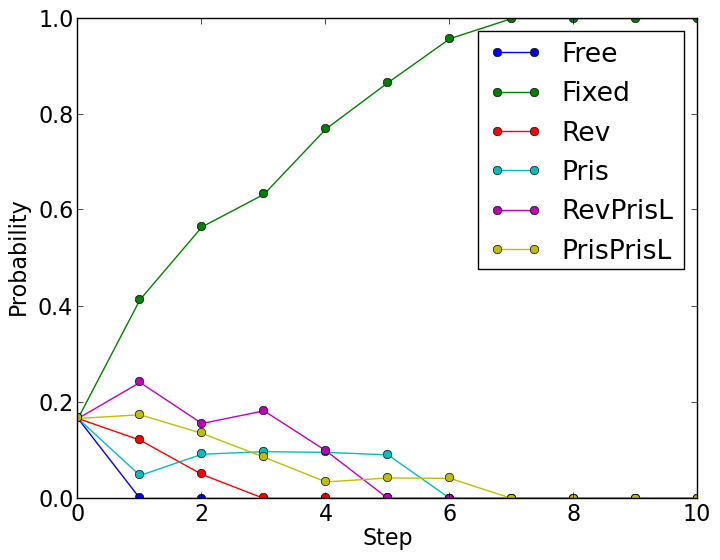 1.0
0.8
0.6
0.4
0.2
0.0
Probability
0 2 4 6 8 10
Step
Free
Fixed
Rev
Pris
RevPrisL
PrisPrisL